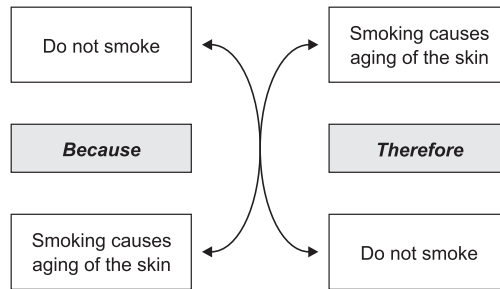 Do not smoke
Because
Smoking causes
aging of the skin
Smoking causes
aging of the skin
Therefore
Do not smoke